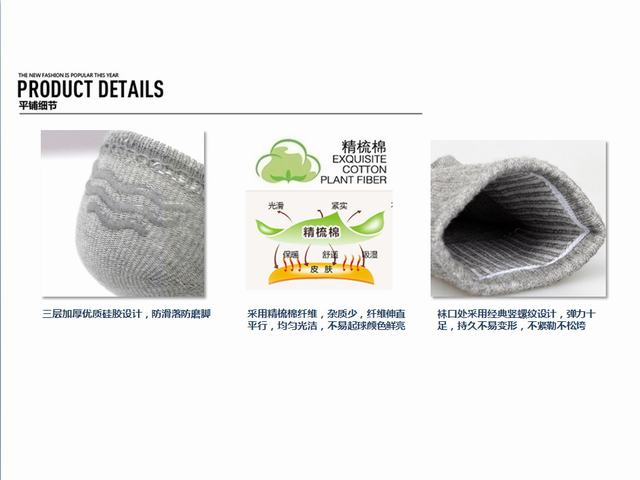 THE NEW FASHION IS POPULAR THIS YEAR
PRODUCT DETAILS
平铺细节
精梳棉
EXQUISITE
COTTON
PLANT FIBER
光滑
紧实
精梳棉
保暖
舒适
吸湿
皮肤
三层加厚优质硅胶设计，防滑落防磨脚
采用精梳棉纤维，杂质少，纤维伸直
平行，均匀光洁，不易起球颜色鲜亮
袜口处采用经典竖螺纹设计，弹力十
足，持久不易变形，不紧勒不松垮